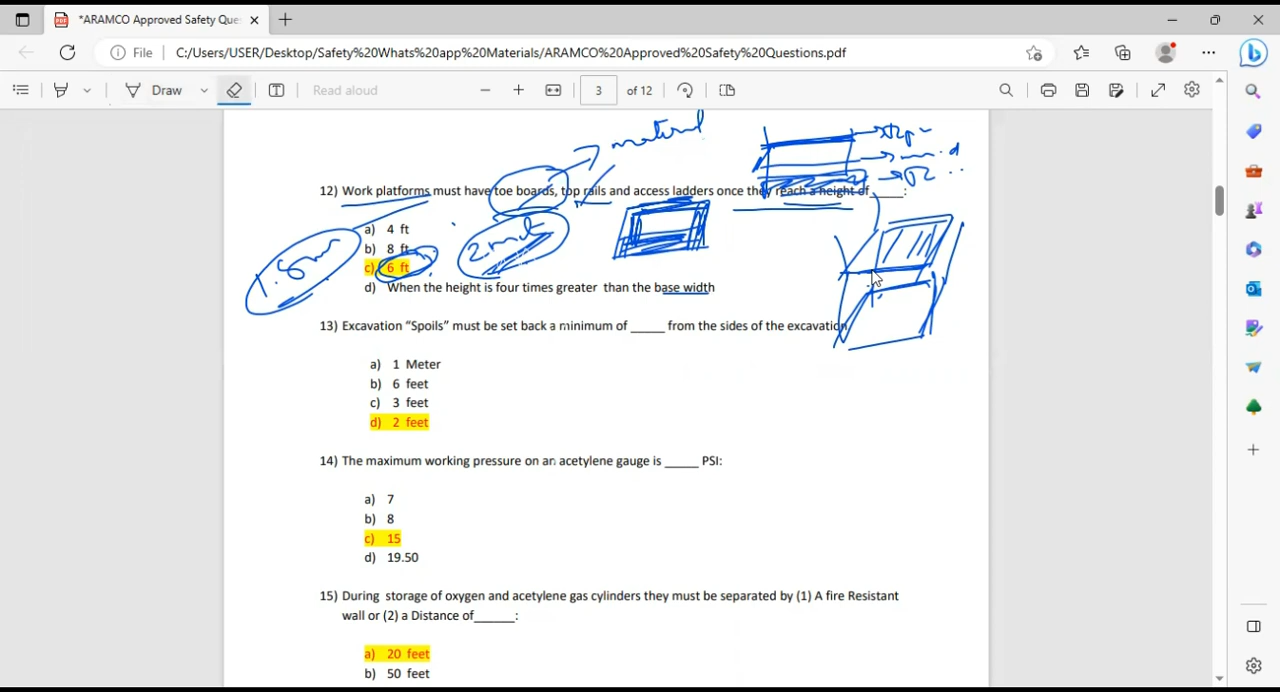 *ARAMCO Approved Safety Que
File
C:/Users/USER/Desktop/Safety%20Whats%20app%20Materials/ARAMCO%20Approved%20Safety%20Questions.pdf
Draw
Read aloud
3 of 12
material
12) Work platforms must have toe boards, top rails and access ladders once they reach a height of ____:
a) 4 ft
b) 8 ft
c) 6 ft
d) When the height is four times greater than the base width
13) Excavation “Spoils” must be set back a minimum of _____ from the sides of the excavation
a) 1 Meter
b) 6 feet
c) 3 feet
d) 2 feet
14) The maximum working pressure on an acetylene gauge is _____ PSI:
a) 7
b) 8
c) 15
d) 19.50
15) During storage of oxygen and acetylene gas cylinders they must be separated by (1) A fire Resistant
wall or (2) a Distance of______:
a) 20 feet
b) 50 feet